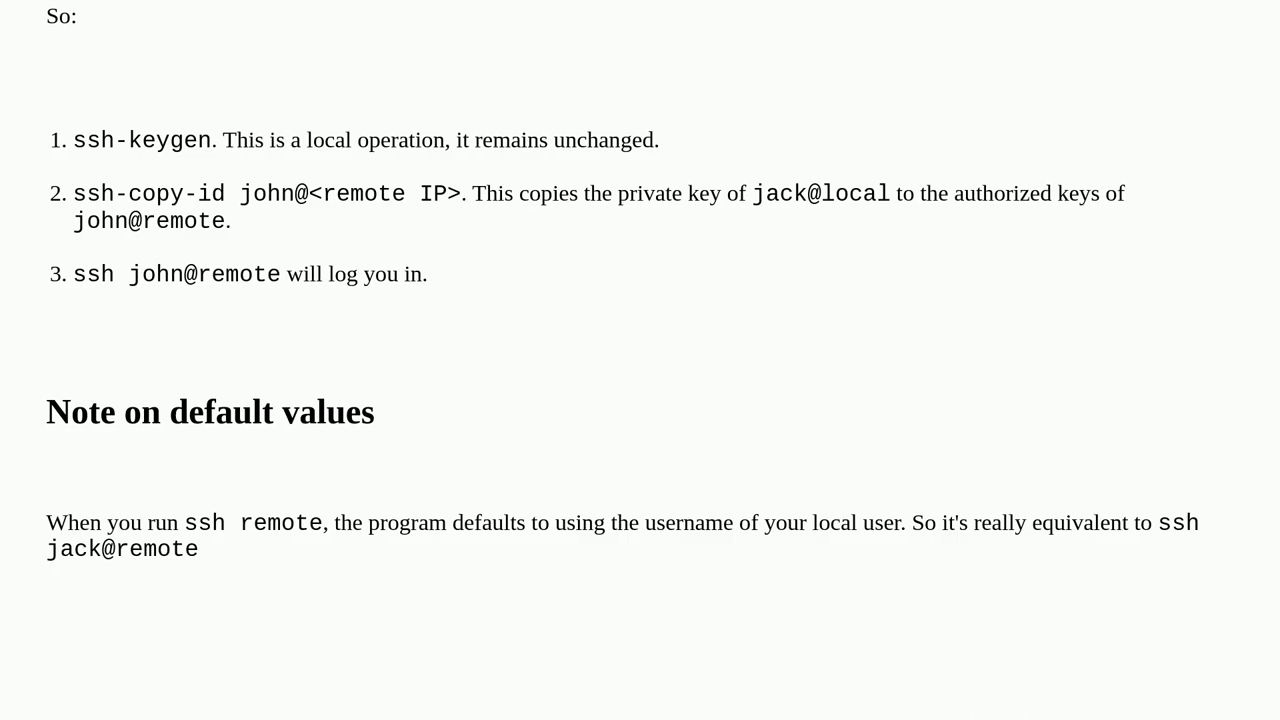 So:
1. ssh-keygen. This is a local operation, it remains unchanged.
2. ssh-copy-id john@<remote IP>. This copies the private key of jack@local to the authorized keys of
john@remote.
3. ssh john@remote will log you in.
Note on default values
When you run ssh remote, the program defaults to using the username of your local user. So it's really equivalent to ssh
jack@remote